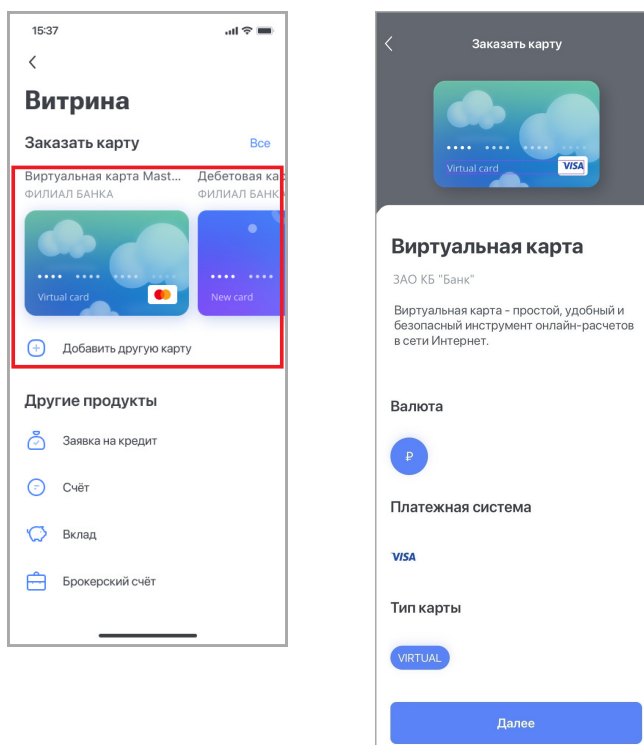 15:37
Витрина
Заказать карту
Все
Виртуальная карта Mast...
Дебетовая ка
ФИЛИАЛ БАНКА
ФИЛИАЛ БАНК
•••• ••••
•••• ••••
Virtual card
New card
Добавить другую карту
Другие продукты
Заявка на кредит
Счёт
Вклад
Брокерский счёт
Заказать карту
•••• •••• •••• ••••
Virtual card
VISA
Виртуальная карта
ЗАО КБ "Банк"
Виртуальная карта - простой, удобный и
безопасный инструмент онлайн-расчетов
в сети Интернет.
Валюта
₽
Платежная система
VISA
Тип карты
VIRTUAL
Далее